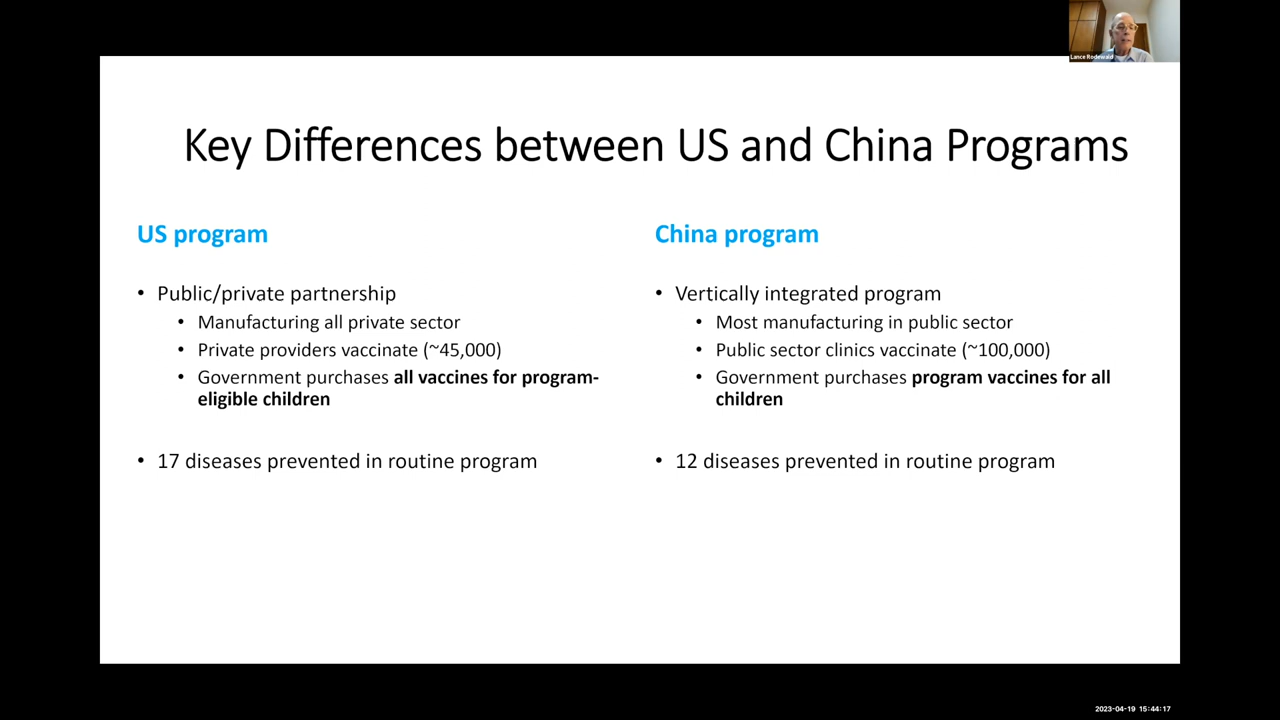 Lance Rodewald
Key Differences between US and China Programs
US program
• Public/private partnership
• Manufacturing all private sector
• Private providers vaccinate (~45,000)
• Government purchases all vaccines for program-
eligible children
• 17 diseases prevented in routine program
China program
• Vertically integrated program
• Most manufacturing in public sector
• Public sector clinics vaccinate (~100,000)
• Government purchases program vaccines for all
children
• 12 diseases prevented in routine program
2023-04-19 15:44:17